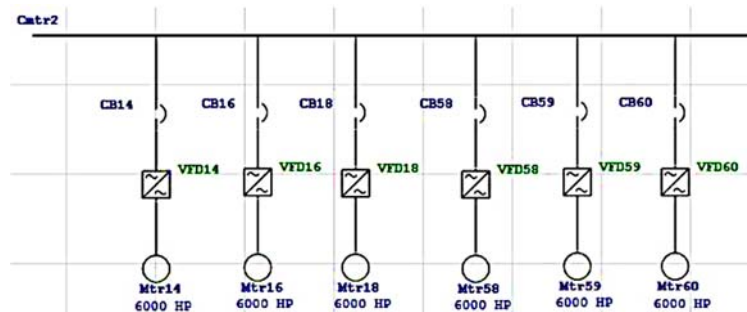 Cmtr2
CB14 CB16 CB18 CB58 CB59 CB60
VFD14 VFD16 VFD18 VFD58 VFD59 VFD60
Mtr14 Mtr16 Mtr18 Mtr58 Mtr59 Mtr60
6000 HP 6000 HP 6000 HP 6000 HP 6000 HP 6000 HP